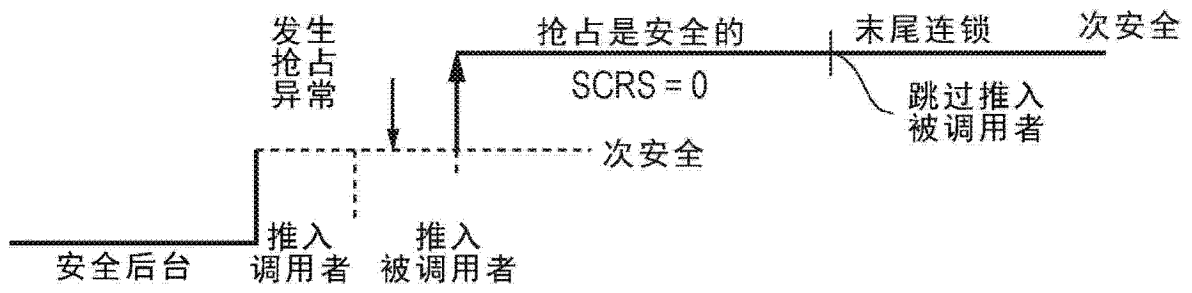 发生
抢占
异常
抢占是安全的
末尾连锁
次安全
SCRS = 0
跳过推入
被调用者
次安全
安全后台
推入
调用者
推入
被调用者